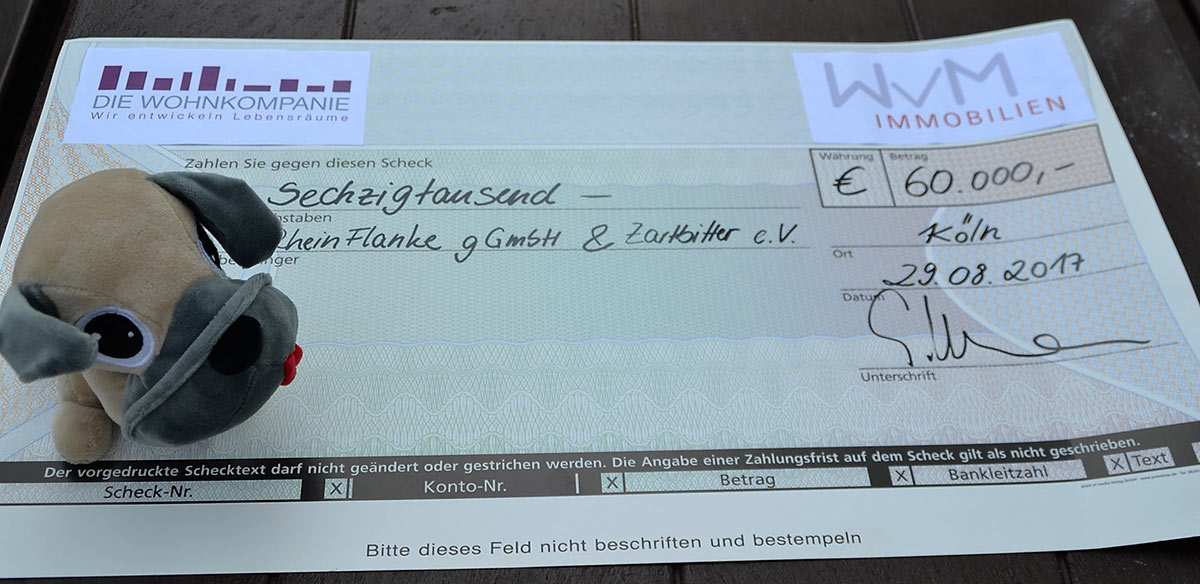 DIE WOHNKOMPANIE
Wir entwickeln Lebensräume
WvM
IMMOBILIEN
Zahlen Sie gegen diesen Scheck
Währung Betrag
€ 60.000,-
Sechzigtausend —
staben
RheinFlanke gGmbH & Zartbitter e.V.
Köln
Ort
29.08.2017
Datum
Unterschrift
Der vorgedruckte Schecktext darf nicht geändert oder gestrichen werden. Die Angabe einer Zahlungsfrist auf dem Scheck gilt als nicht geschrieben.
Scheck-Nr. X Konto-Nr. X Betrag X Bankleitzahl X Text
Bitte dieses Feld nicht beschriften und bestempeln